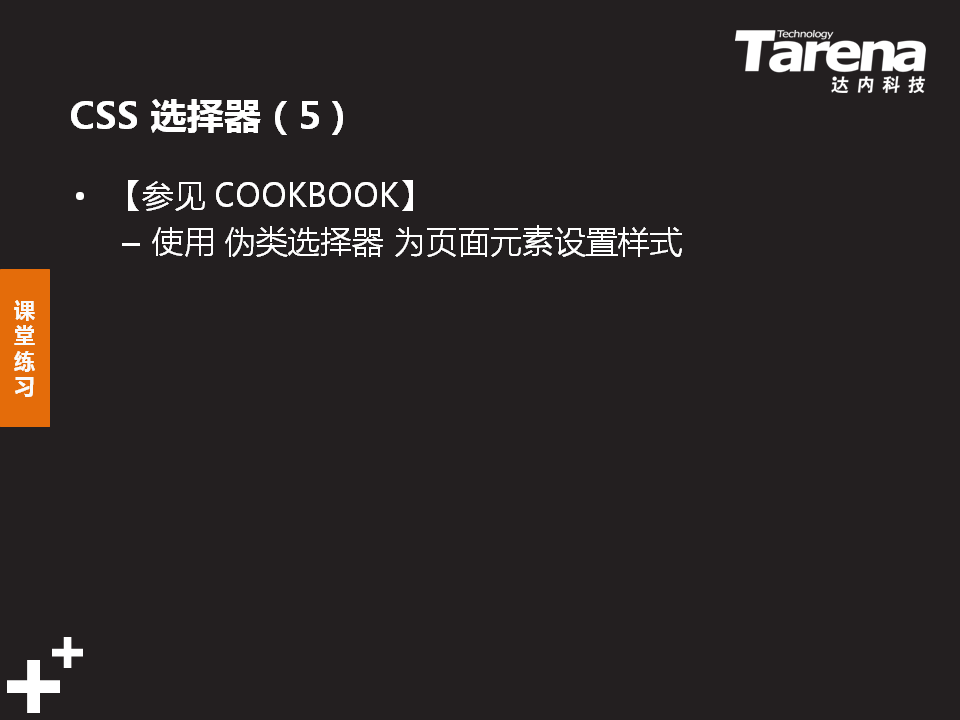 Technology
Tarena
达内科技
CSS 选择器（5）
• 【参见 COOKBOOK】
– 使用 伪类选择器 为页面元素设置样式
课
堂
练
习